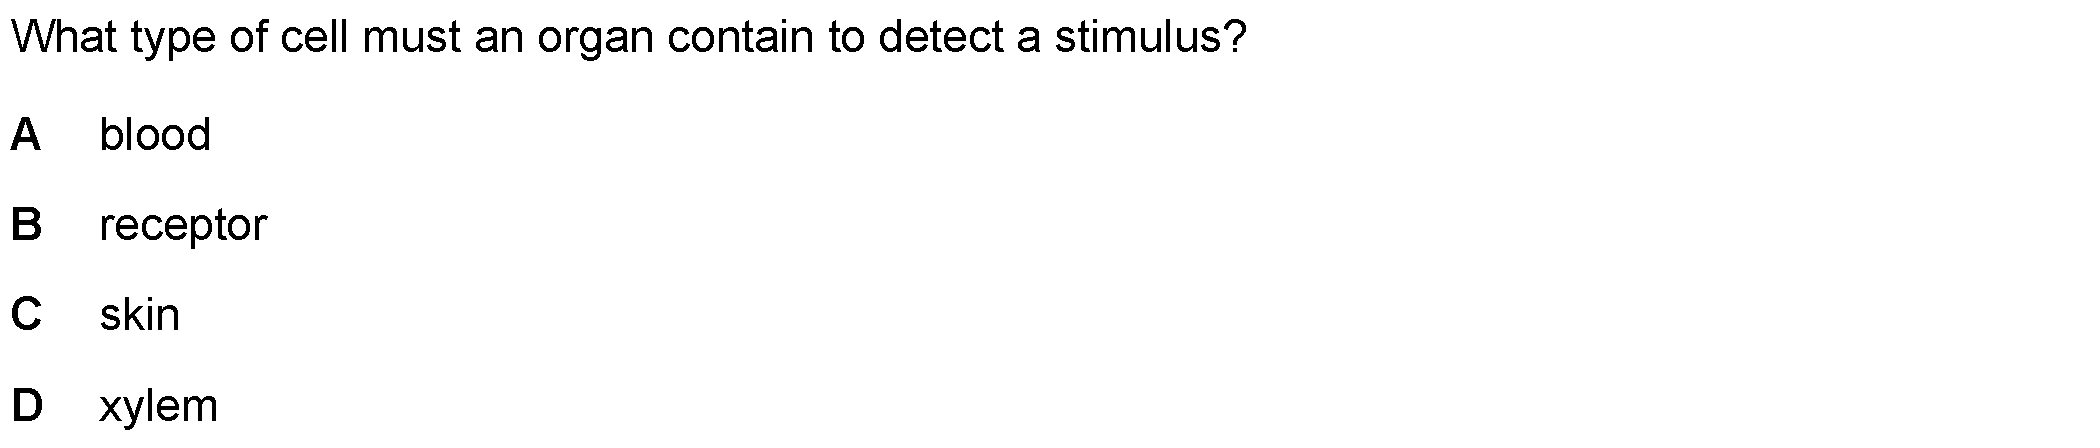 What type of cell must an organ contain to detect a stimulus?
A blood
B receptor
C skin
D xylem